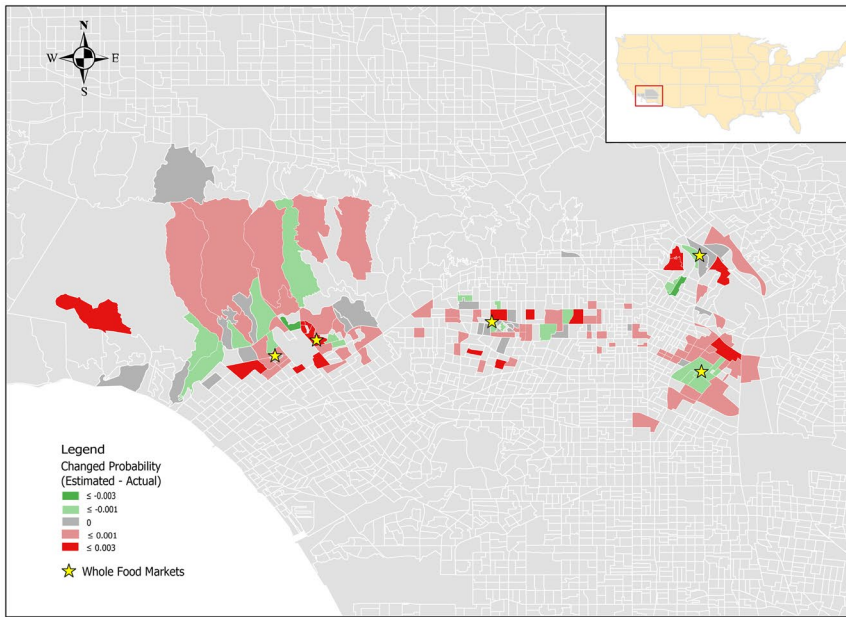 N
W E
S
Legend
Changed Probability
(Estimated - Actual)
≤ -0.003
≤ -0.001
0
≤ 0.001
≤ 0.003
Whole Food Markets